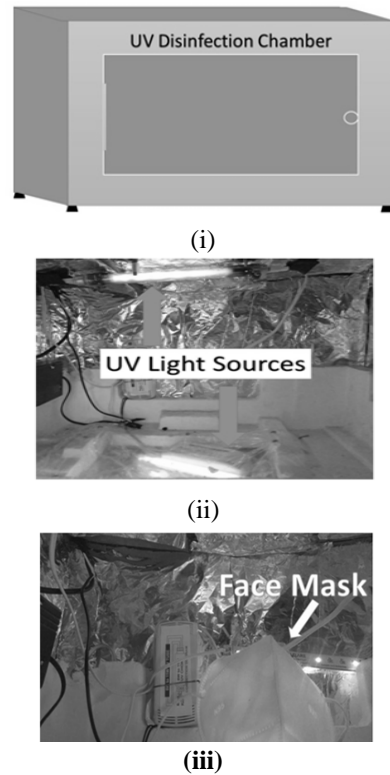 UV Disinfection Chamber
(i)
UV Light Sources
(ii)
Face Mask
(iii)